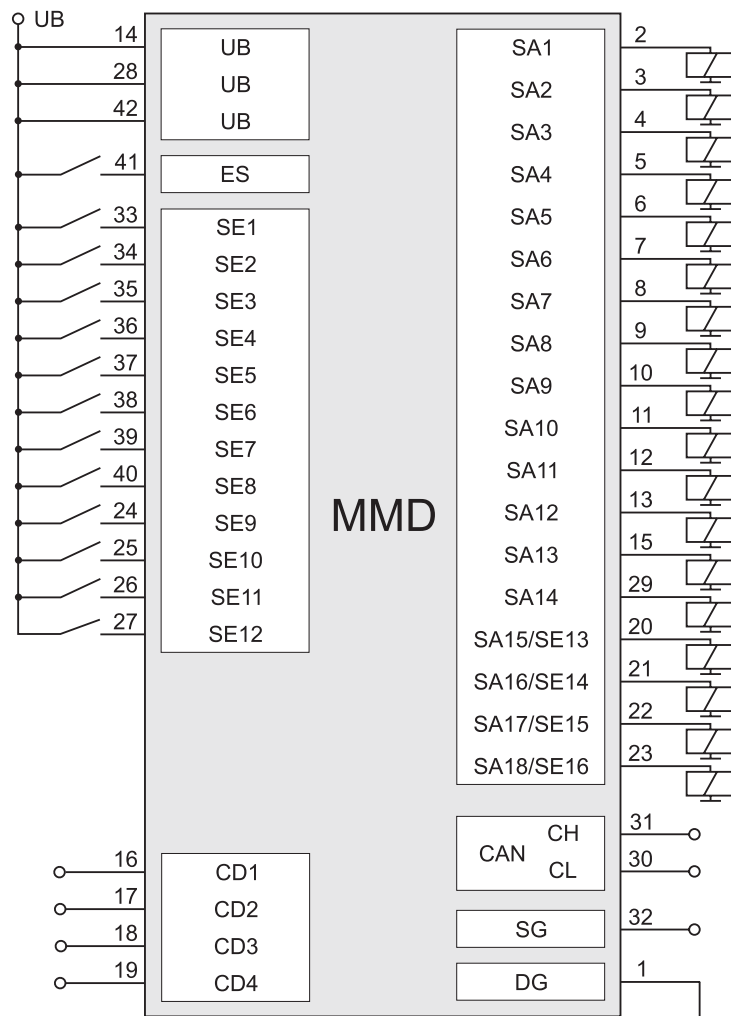 UB
14 UB
28 UB
42 UB
41 ES
33 SE1
34 SE2
35 SE3
36 SE4
37 SE5
38 SE6
39 SE7
40 SE8
24 SE9
25 SE10
26 SE11
27 SE12
16 CD1
17 CD2
18 CD3
19 CD4
MMD
SA1 2
SA2 3
SA3 4
SA4 5
SA5 6
SA6 7
SA7 8
SA8 9
SA9 10
SA10 11
SA11 12
SA12 13
SA13 15
SA14 29
SA15/SE13 20
SA16/SE14 21
SA17/SE15 22
SA18/SE16 23
CAN
CH 31
CL 30
SG 32
DG 1